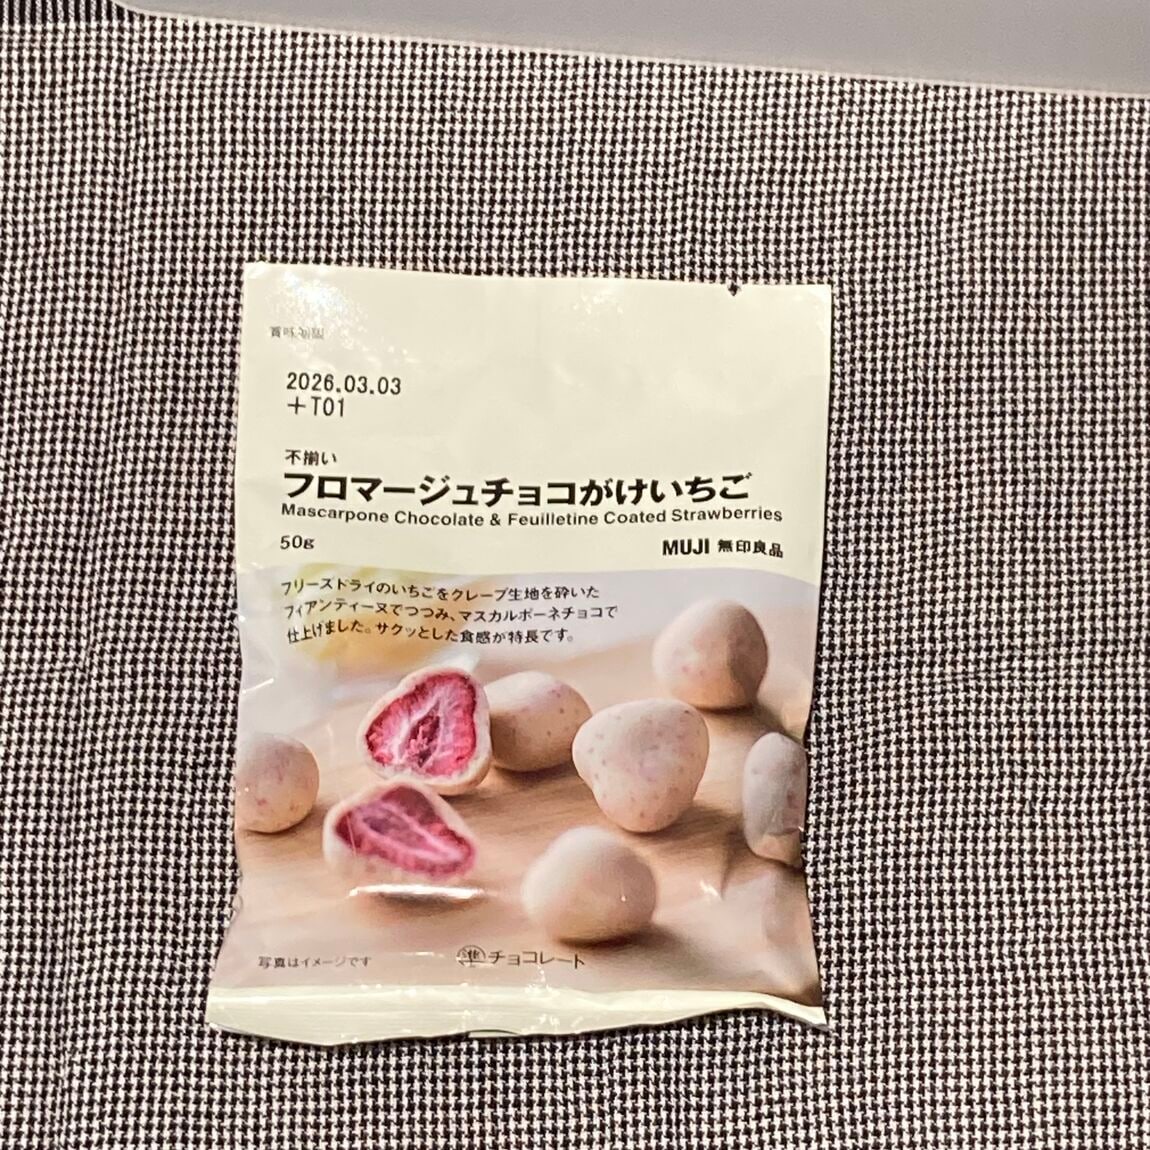 賞味期限
2026.03.03
+T01
不揃い
フロマージュチョコがけいちご
Mascarpone Chocolate & Feuilletine Coated Strawberries
50g
MUJI 無印良品
フリーズドライのいちごをクレープ生地を砕いた
フィアンティーヌでつつみ、マスカルポーネチョコで
仕上げました。サクッとした食感が特長です。
写真はイメージです
準チョコレート